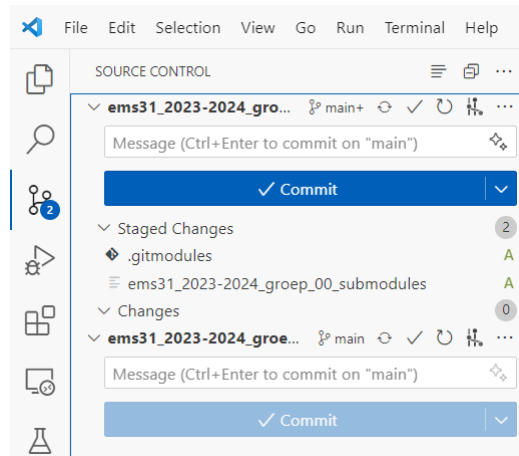 File Edit Selection View Go Run Terminal Help
SOURCE CONTROL
ems31_2023-2024_gro... main+
Message (Ctrl+Enter to commit on "main")
Commit
2
Staged Changes 2
.gitmodules A
ems31_2023-2024_groep_00_submodules A
Changes 0
ems31_2023-2024_groe... main
Message (Ctrl+Enter to commit on "main")
Commit